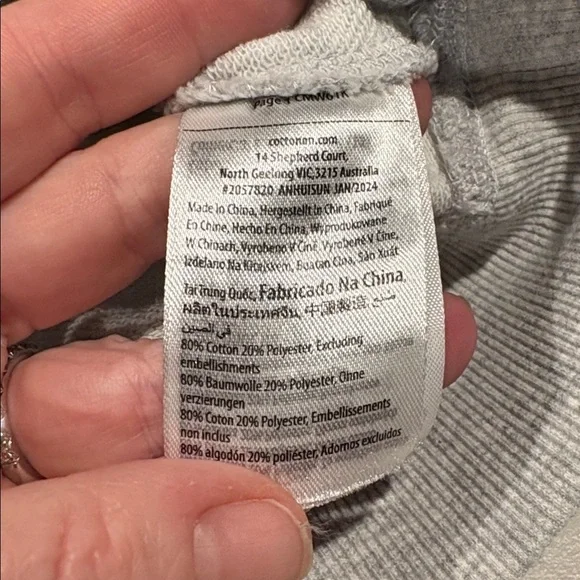 cottonon.com
14 Shepherd Court,
North Geelong VIC,3215 Australia
#2057820 ANHUISUN JAN/2024
Made in China, Hergestellt in China, Fabriqué
En Chine, Hecho En China, Wyprodukowane
W Chinach, Vyrobeno V Číně, Vyrobené V Číne,
Izdelano Na Kitajskem, Buatan Cina, Sản Xuất
Tại Trung Quốc, Fabricado Na China,
ผลิตในประเทศจีน, 中國製造, صنع
في الصين
80% Cotton 20% Polyester, Excluding
embellishments
80% Baumwolle 20% Polyester, Ohne
verzierungen
80% Coton 20% Polyester, Embellissements
non inclus
80% algodón 20% poliéster, Adornos excluidos